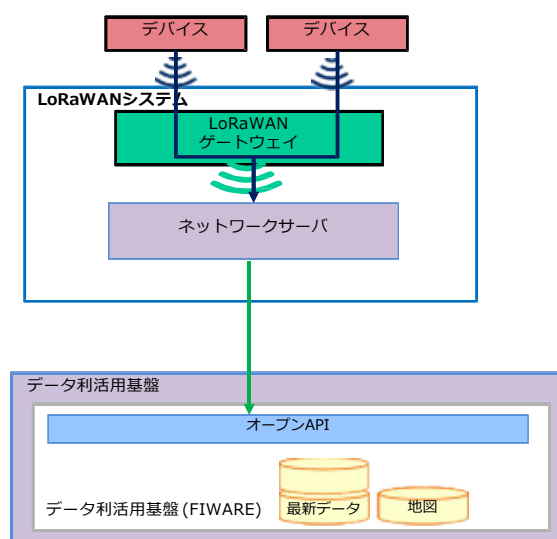 デバイス
デバイス
LoRaWANシステム
LoRaWAN
ゲートウェイ
ネットワークサーバ
データ利活用基盤
オープンAPI
データ利活用基盤(FIWARE)
最新データ
地図